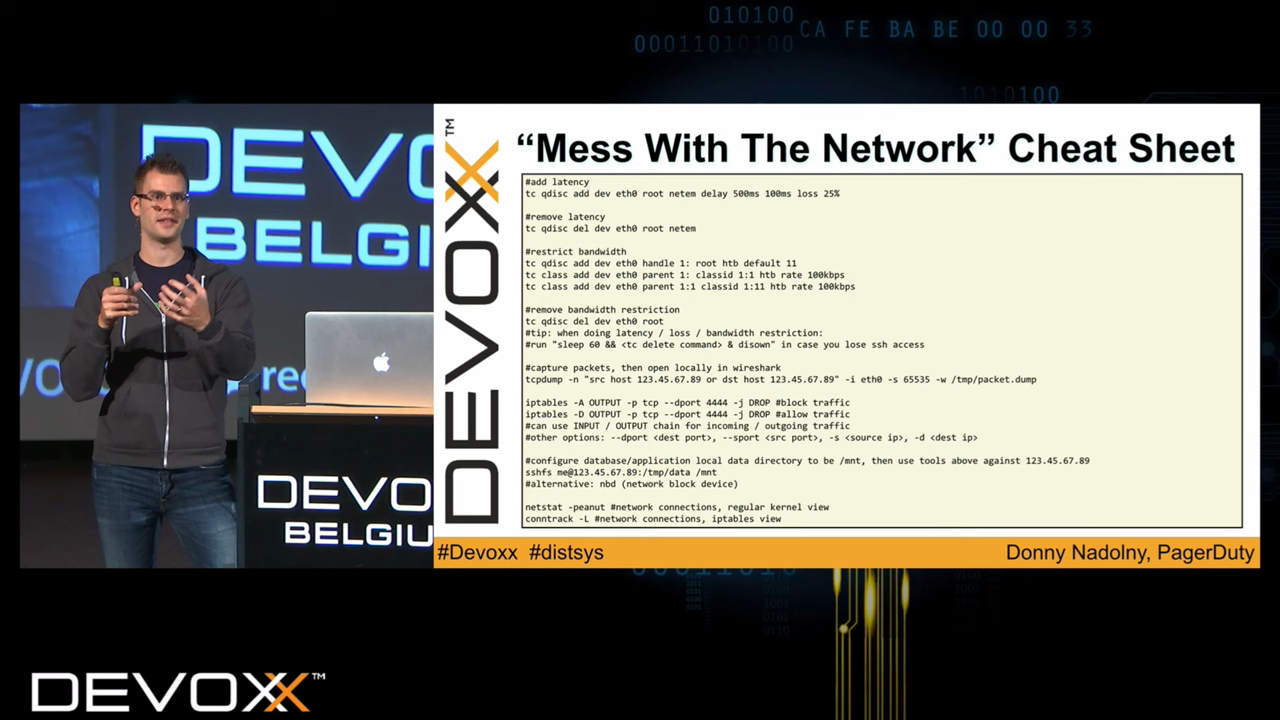 010100
00011010100
CA FE BA BE 00 00 33
1010100
DEVO
BELGI
DEVO
BELGIU
DEVOXX™
“Mess With The Network” Cheat Sheet
#add latency
tc qdisc add dev eth0 root netem delay 500ms 100ms loss 25%
#remove latency
tc qdisc del dev eth0 root netem
#restrict bandwidth
tc qdisc add dev eth0 handle 1: root htb default 11
tc class add dev eth0 parent 1: classid 1:1 htb rate 100kbps
tc class add dev eth0 parent 1:1 classid 1:11 htb rate 100kbps
#remove bandwidth restriction
tc qdisc del dev eth0 root
#tip: when doing latency / loss / bandwidth restriction:
#run "sleep 60 && <tc delete command> & disown" in case you lose ssh access
#capture packets, then open locally in wireshark
tcpdump -n "src host 123.45.67.89 or dst host 123.45.67.89" -i eth0 -s 65535 -w /tmp/packet.dump
iptables -A OUTPUT -p tcp --dport 4444 -j DROP #block traffic
iptables -D OUTPUT -p tcp --dport 4444 -j DROP #allow traffic
#can use INPUT / OUTPUT chain for incoming / outgoing traffic
#other options: --dport <dest port>, --sport <src port>, -s <source ip>, -d <dest ip>
#configure database/application local data directory to be /mnt, then use tools above against 123.45.67.89
sshfs me@123.45.67.89:/tmp/data /mnt
#alternative: nbd (network block device)
netstat -peanut #network connections, regular kernel view
conntrack -L #network connections, iptables view
#Devoxx #distsys
Donny Nadolny, PagerDuty
DEVOXX™